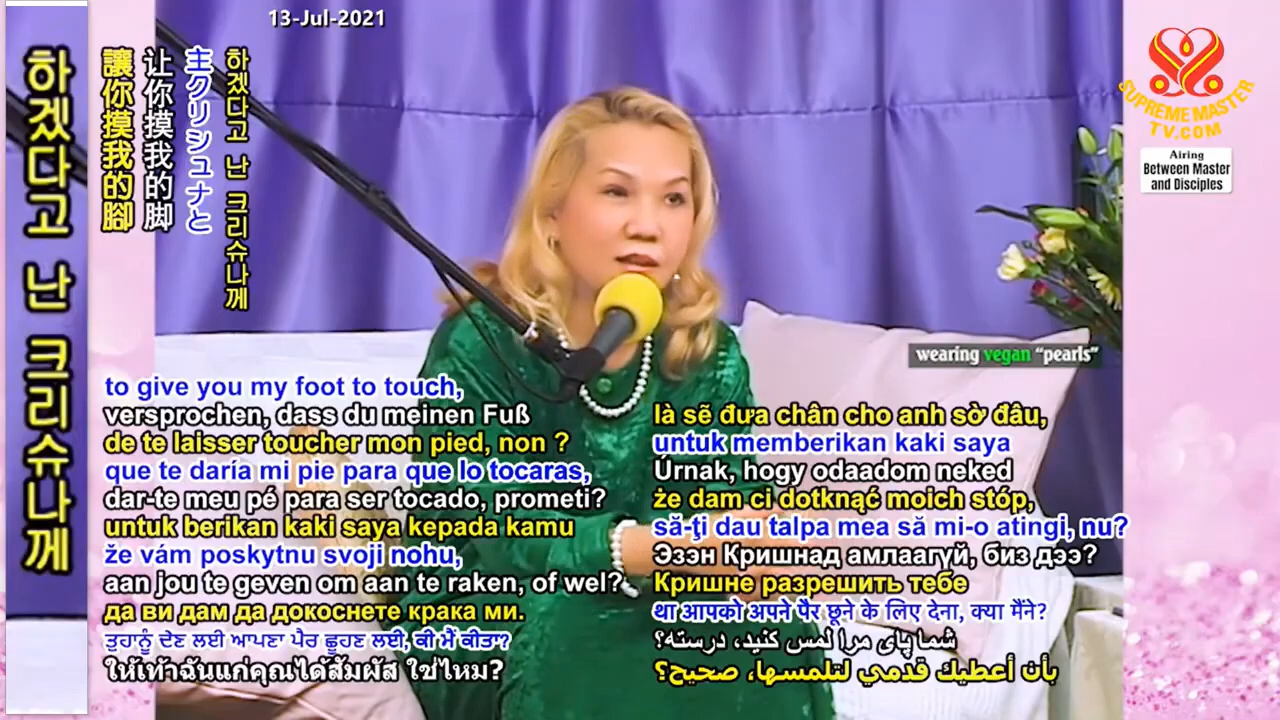 13-Jul-2021
하겠다고 난 크리슈나께
讓你摸我的腳
让你摸我的脚
主クリシュナと
하겠다고 난 크리슈나께
SUPREME MASTER
TV.COM
Airing
Between Master
and Disciples
wearing vegan “pearls”
to give you my foot to touch,
versprochen, dass du meinen Fuß
de te laisser toucher mon pied, non ?
que te daría mi pie para que lo tocaras,
dar-te meu pé para ser tocado, prometi?
untuk berikan kaki saya kepada kamu
že vám poskytnu svoji nohu,
aan jou te geven om aan te raken, of wel?
да ви дам да докоснете крака ми.
ਤੁਹਾਨੂੰ ਦੇਣ ਲਈ ਆਪਣਾ ਪੈਰ ਛੂਹਣ ਲਈ, ਕੀ ਮੈਂ ਕੀਤਾ?
ให้เท้าฉันแก่คุณได้สัมผัส ใช่ไหม?
là sẽ đưa chân cho anh sờ đâu,
untuk memberikan kaki saya
Úrnak, hogy odaadom neked
że dam ci dotknąć moich stóp,
să-ţi dau talpa mea să mi-o atingi, nu?
Эзэн Кришнад амлаагүй, биз дээ?
Кришне разрешить тебе
था आपको अपने पैर छूने के लिए देना, क्या मैंने?
شما پای مرا لمس کنید، درسته؟
بأن أعطيك قدمي لتلمسها، صحيح؟